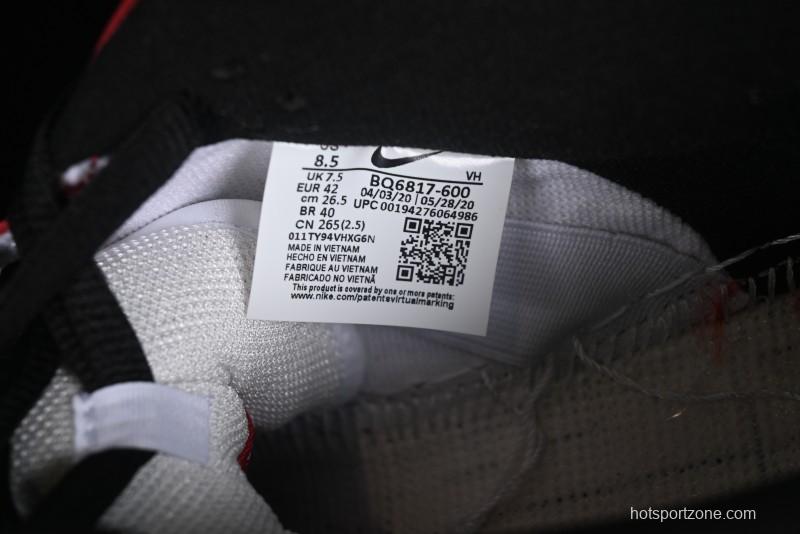 US
8.5
VH
UK 7.5
BQ6817-600
EUR 42
04/03/20 | 05/28/20
cm 26.5
UPC 00194276064986
BR 40
CN 265(2.5)
011TY94VHXG6N
MADE IN VIETNAM
HECHO EN VIETNAM
FABRIQUE AU VIETNAM
FABRICADO NO VIETNÃ
This product is covered by one or more patents:
www.nike.com/patentsvirtualmarking
hotsportzone.com